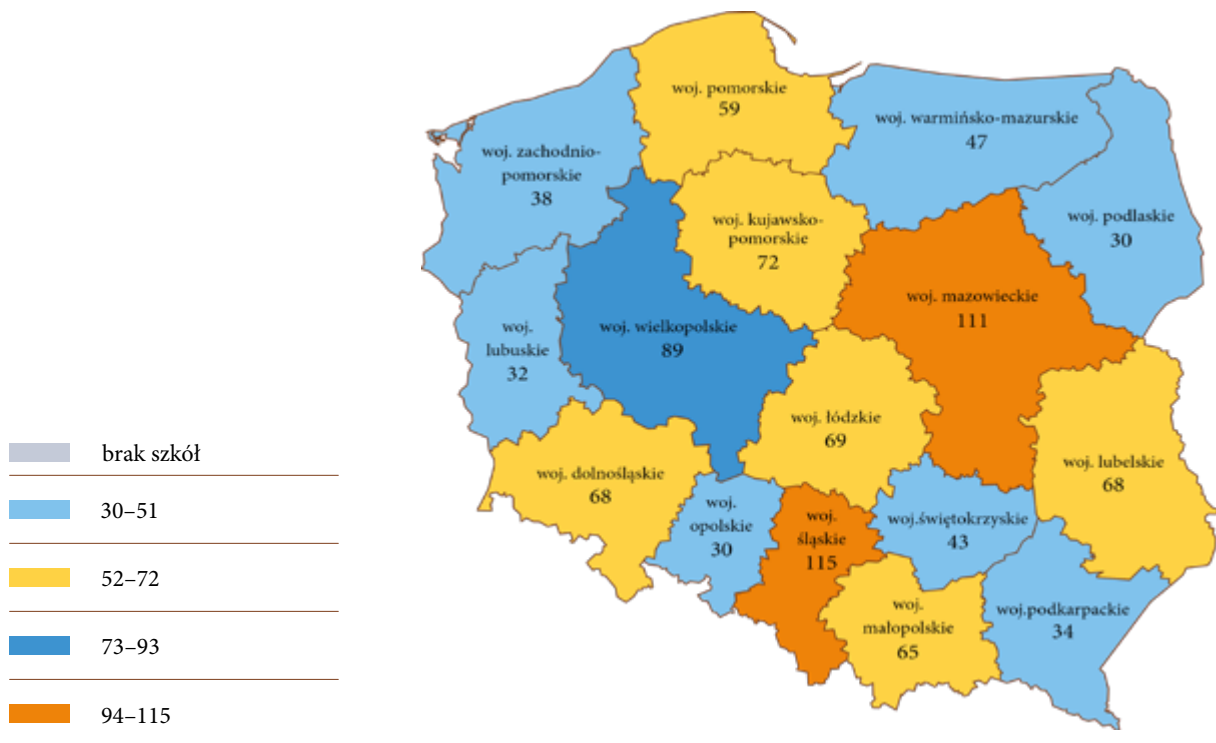 woj. pomorskie
59
woj. warmińsko-mazurskie
47
woj. zachodnio-
pomorskie
38
woj. podlaskie
30
woj. kujawsko-
pomorskie
72
woj. mazowieckie
111
woj. wielkopolskie
89
woj.
lubuskie
32
woj. łódzkie
69
woj. lubelskie
68
woj. dolnośląskie
68
woj.
opolskie
30
woj.
śląskie
115
woj.świętokrzyskie
43
woj.
małopolskie
65
woj.podkarpackie
34
brak szkół
30–51
52–72
73–93
94–115